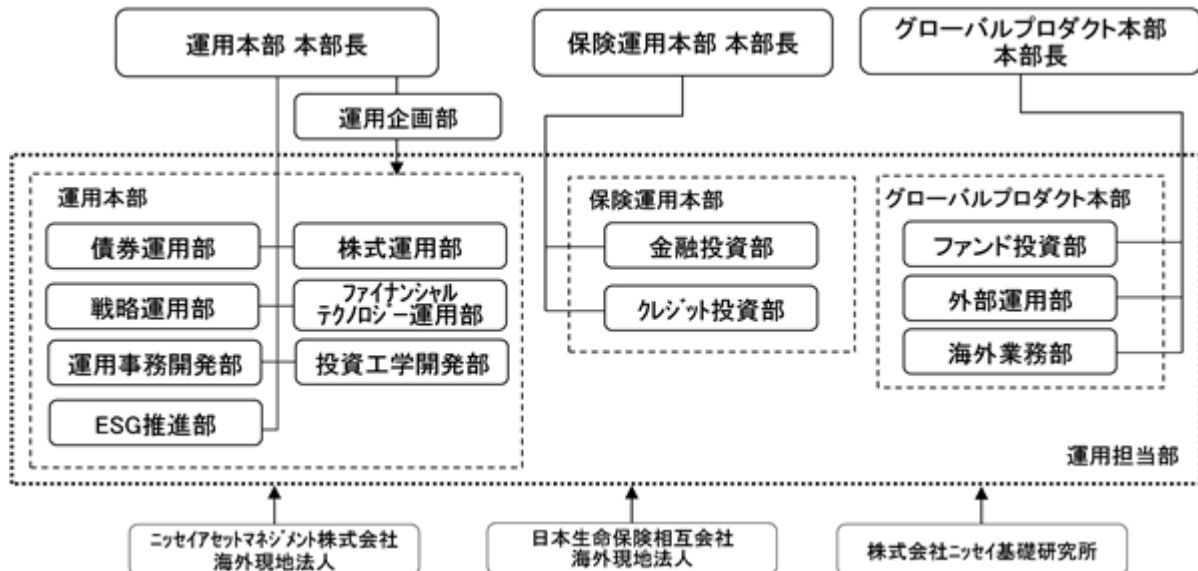 運用本部 本部長
保険運用本部 本部長
グローバルプロダクト本部
本部長
運用企画部
運用本部
債券運用部
株式運用部
戦略運用部
ファイナンシャル
テクノロジー運用部
運用事務開発部
投資工学開発部
ESG推進部
保険運用本部
金融投資部
クレジット投資部
グローバルプロダクト本部
ファンド投資部
外部運用部
海外業務部
運用担当部
ニッセイアセットマネジメント株式会社
海外現地法人
日本生命保険相互会社
海外現地法人
株式会社ニッセイ基礎研究所